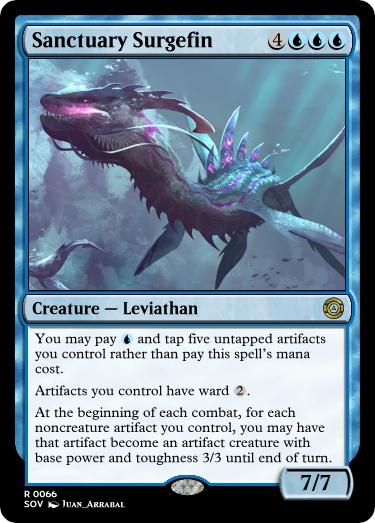 Sanctuary Surgefin 4
Creature — Leviathan
You may pay and tap five untapped artifacts
you control rather than pay this spell's mana
cost.
Artifacts you control have ward 2.
At the beginning of each combat, for each
noncreature artifact you control, you may have
that artifact become an artifact creature with
base power and toughness 3/3 until end of turn.
7/7
R 0066
SOV Juan_Arrabal